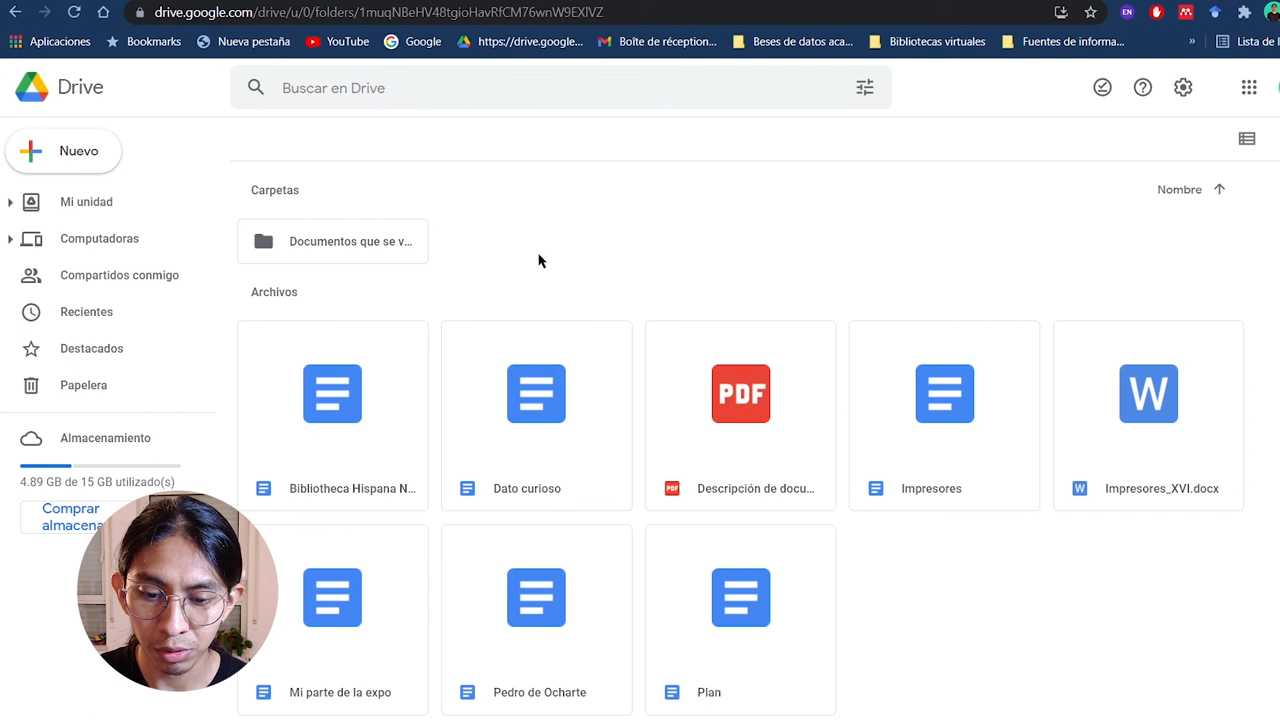 drive.google.com/drive/u/0/folders/1muqNBeHV48tgioHavRfCM76wnW9EXlVZ
Aplicaciones Bookmarks Nueva pestaña YouTube Google https://drive.google... Boîte de réception... Beses de datos aca... Bibliotecas virtuales Fuentes de informa... » Lista de l
Drive
Buscar en Drive
Nuevo
Mi unidad
Computadoras
Compartidos conmigo
Recientes
Destacados
Papelera
Almacenamiento
4.89 GB de 15 GB utilizado(s)
Comprar
almacena
Carpetas
Nombre
Documentos que se v...
Archivos
PDF
W
Bibliotheca Hispana N...
Dato curioso
PDF Descripción de docu...
Impresores
W Impresores_XVI.docx
Mi parte de la expo
Pedro de Ocharte
Plan